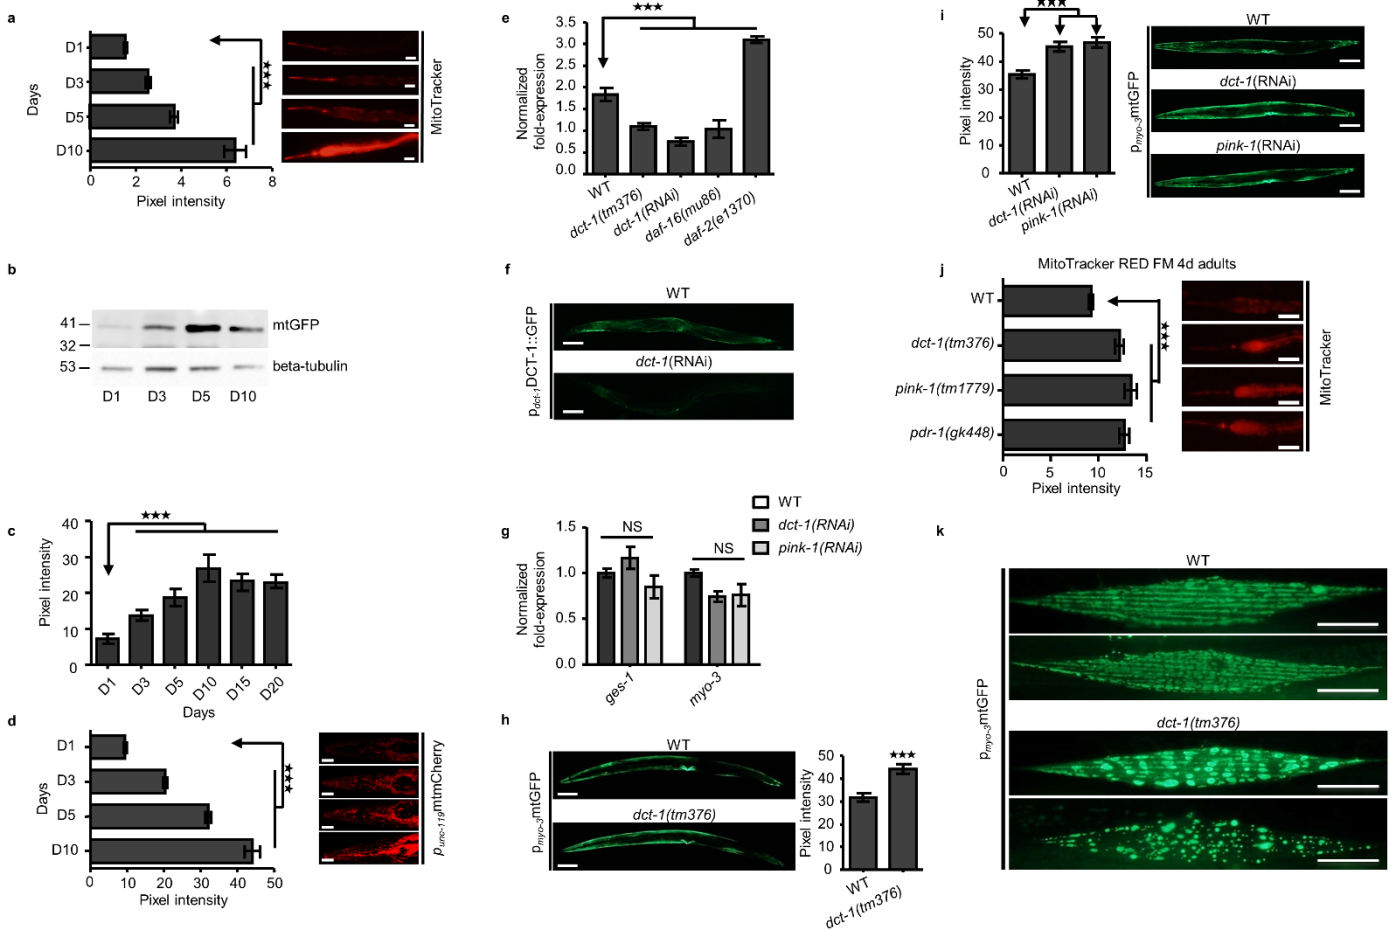 a
Days
D1
D3
D5
D10
0 2 4 6 8
Pixel intensity
★★★
MitoTracker
b
41
32
53
mtGFP
beta-tubulin
D1 D3 D5 D10
c
Pixel intensity
40
30
20
10
0
★★★
D1 D3 D5 D10 D15 D20
Days
d
Days
D1
D3
D5
D10
0 10 20 30 40 50
Pixel intensity
★★★
punc-119mtmCherry
e
Normalized
fold-expression
3.5
3.0
2.5
2.0
1.5
1.0
0.5
0.0
★★★
WT
dct-1(tm376)
dct-1(RNAi)
daf-16(mu86)
daf-2(e1370)
f
pdct-1DCT-1::GFP
WT
dct-1(RNAi)
g
Normalized
fold-expression
1.5
1.0
0.5
0.0
NS
NS
ges-1
myo-3
WT
dct-1(RNAi)
pink-1(RNAi)
h
pmyo-3mtGFP
WT
dct-1(tm376)
Pixel intensity
50
40
30
20
10
0
★★★
WT
dct-1(tm376)
i
Pixel intensity
50
40
30
20
10
0
★★★
WT
dct-1(RNAi)
pink-1(RNAi)
pmyo-3mtGFP
WT
dct-1(RNAi)
pink-1(RNAi)
j
MitoTracker RED FM 4d adults
WT
dct-1(tm376)
pink-1(tm1779)
pdr-1(gk448)
0 5 10 15
Pixel intensity
★★★
MitoTracker
k
pmyo-3mtGFP
WT
dct-1(tm376)